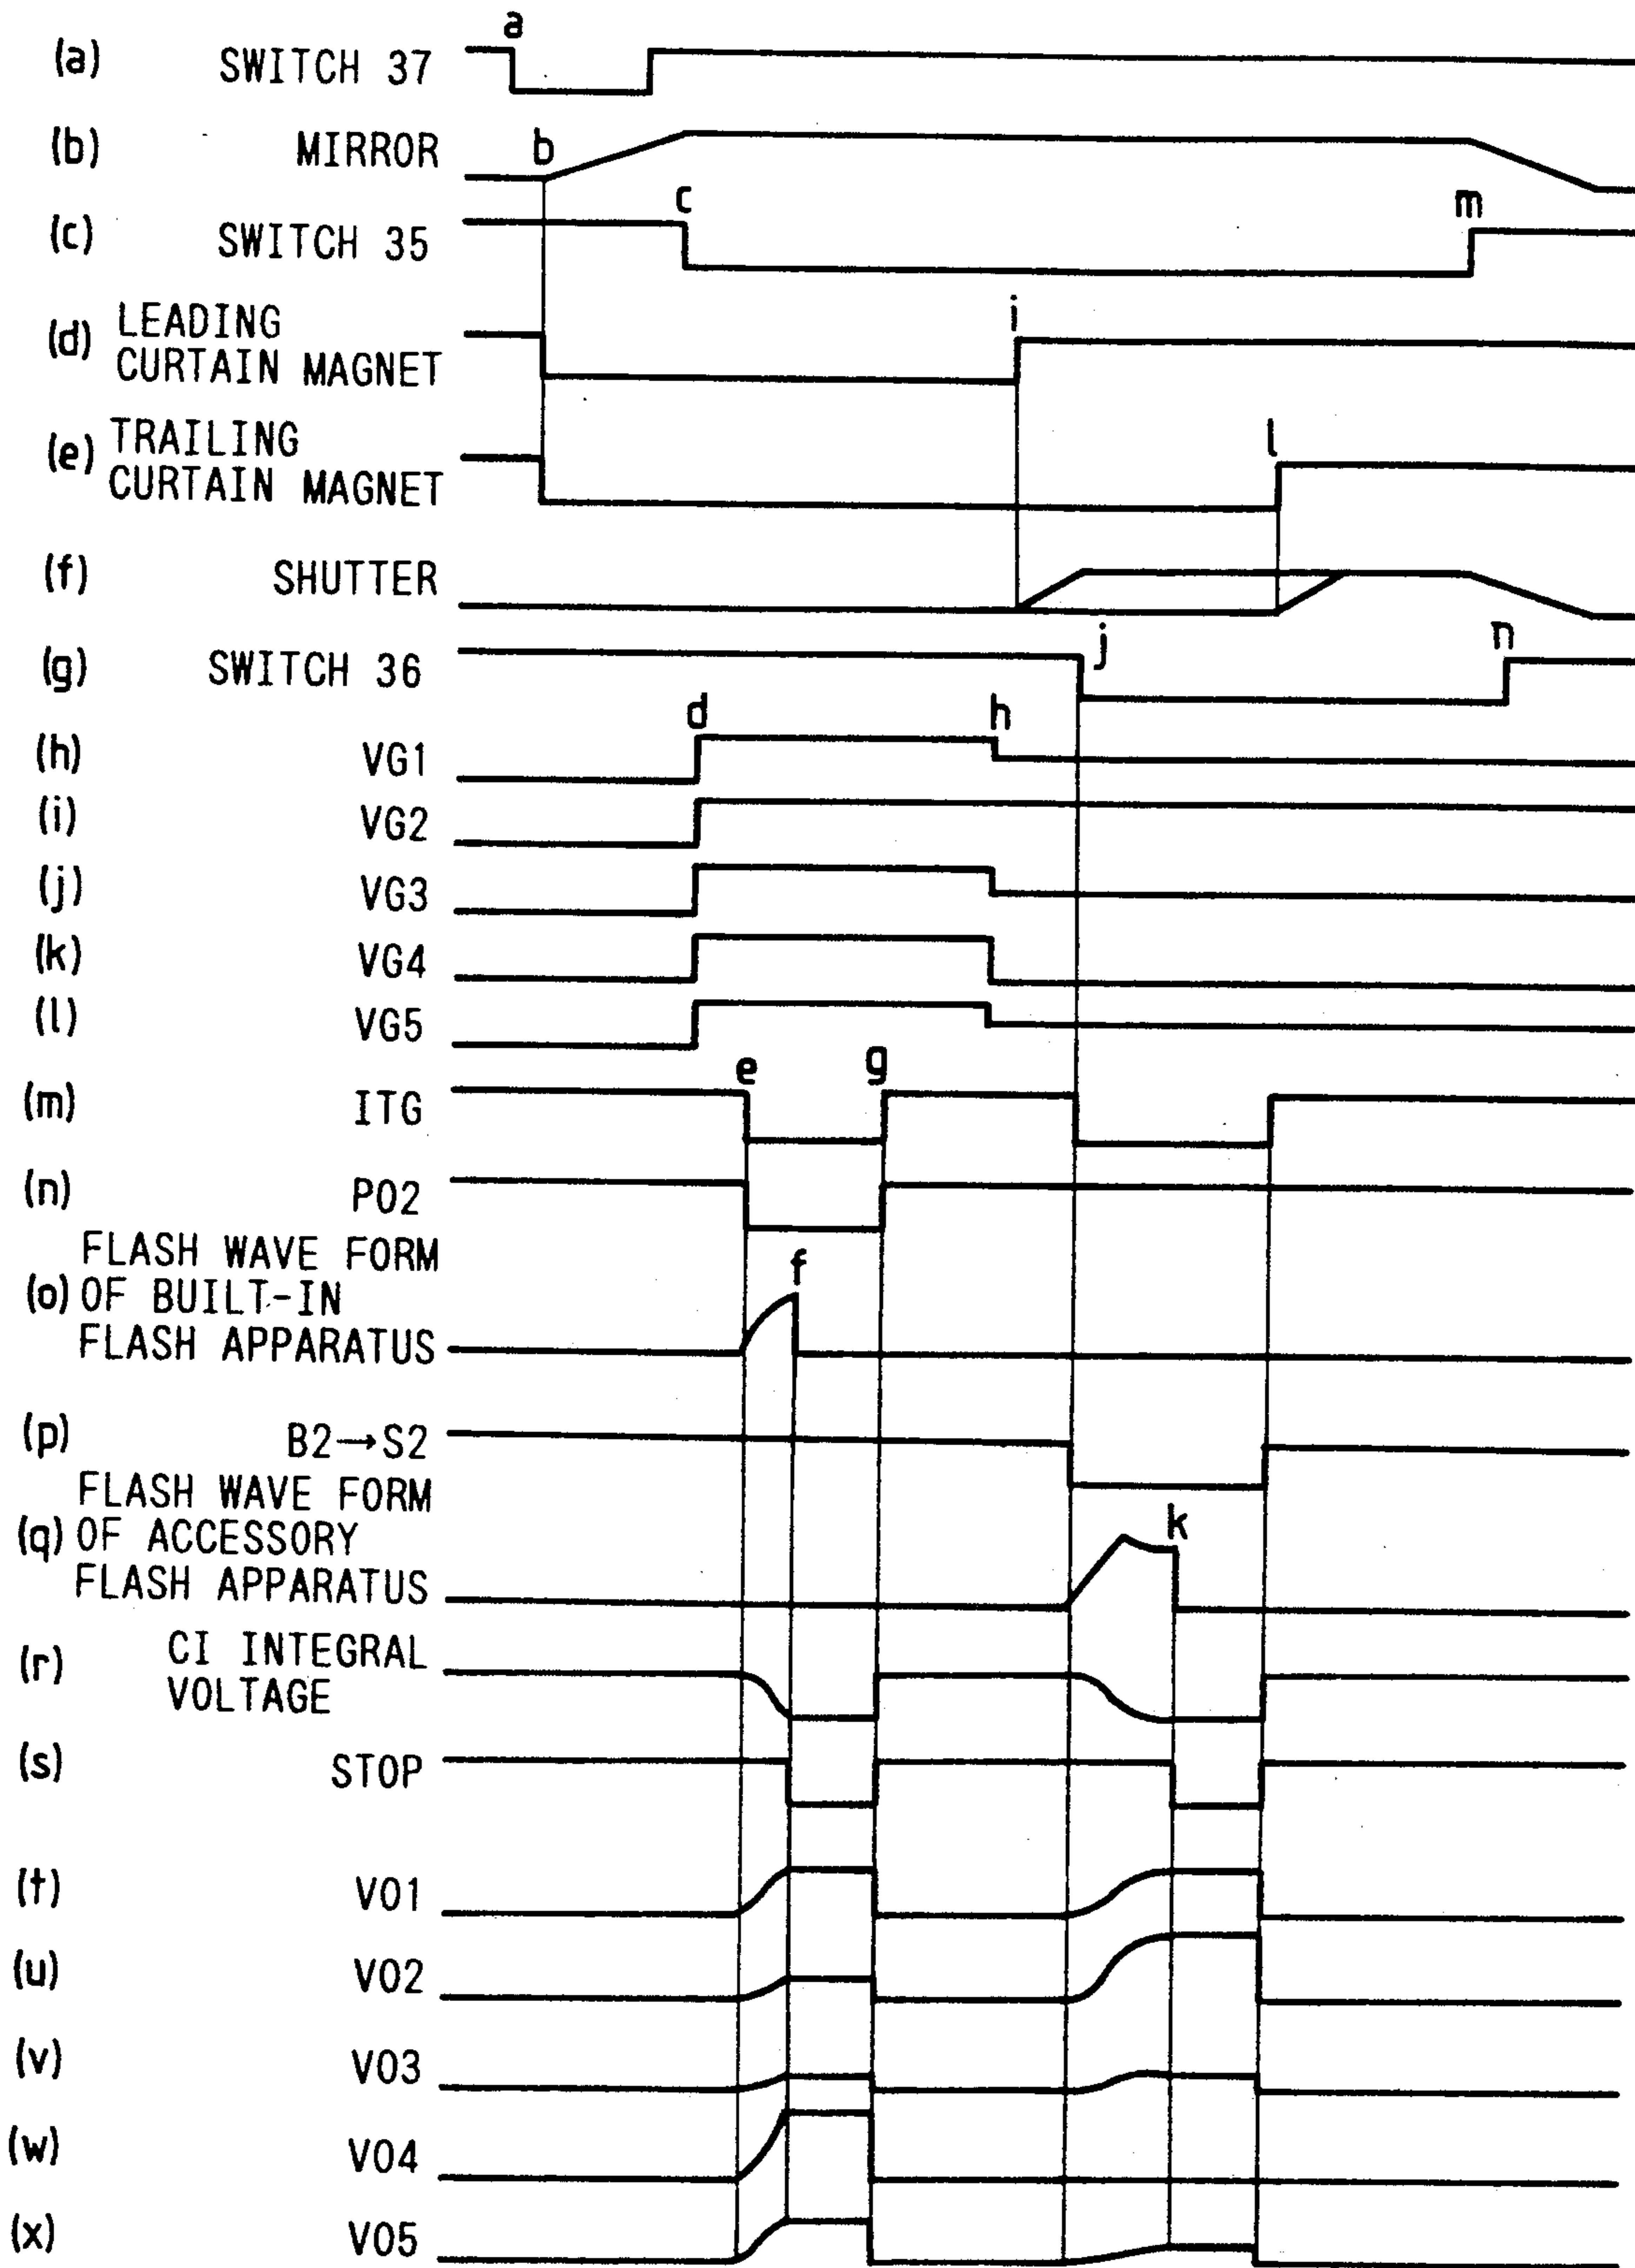 a
(a) SWITCH 37
(b) MIRROR b
c m
(c) SWITCH 35
i
(d) LEADING
CURTAIN MAGNET
l
(e) TRAILING
CURTAIN MAGNET
(f) SHUTTER
j n
(g) SWITCH 36
d h
(h) VG1
(i) VG2
(j) VG3
(k) VG4
(l) VG5
e g
(m) ITG
(n) PO2
FLASH WAVE FORM
f
(o) OF BUILT-IN
FLASH APPARATUS
(p) B2→S2
FLASH WAVE FORM
k
(q) OF ACCESSORY
FLASH APPARATUS
(r) CI INTEGRAL
VOLTAGE
(s) STOP
(t) VO1
(u) VO2
(v) VO3
(w) VO4
(x) VO5